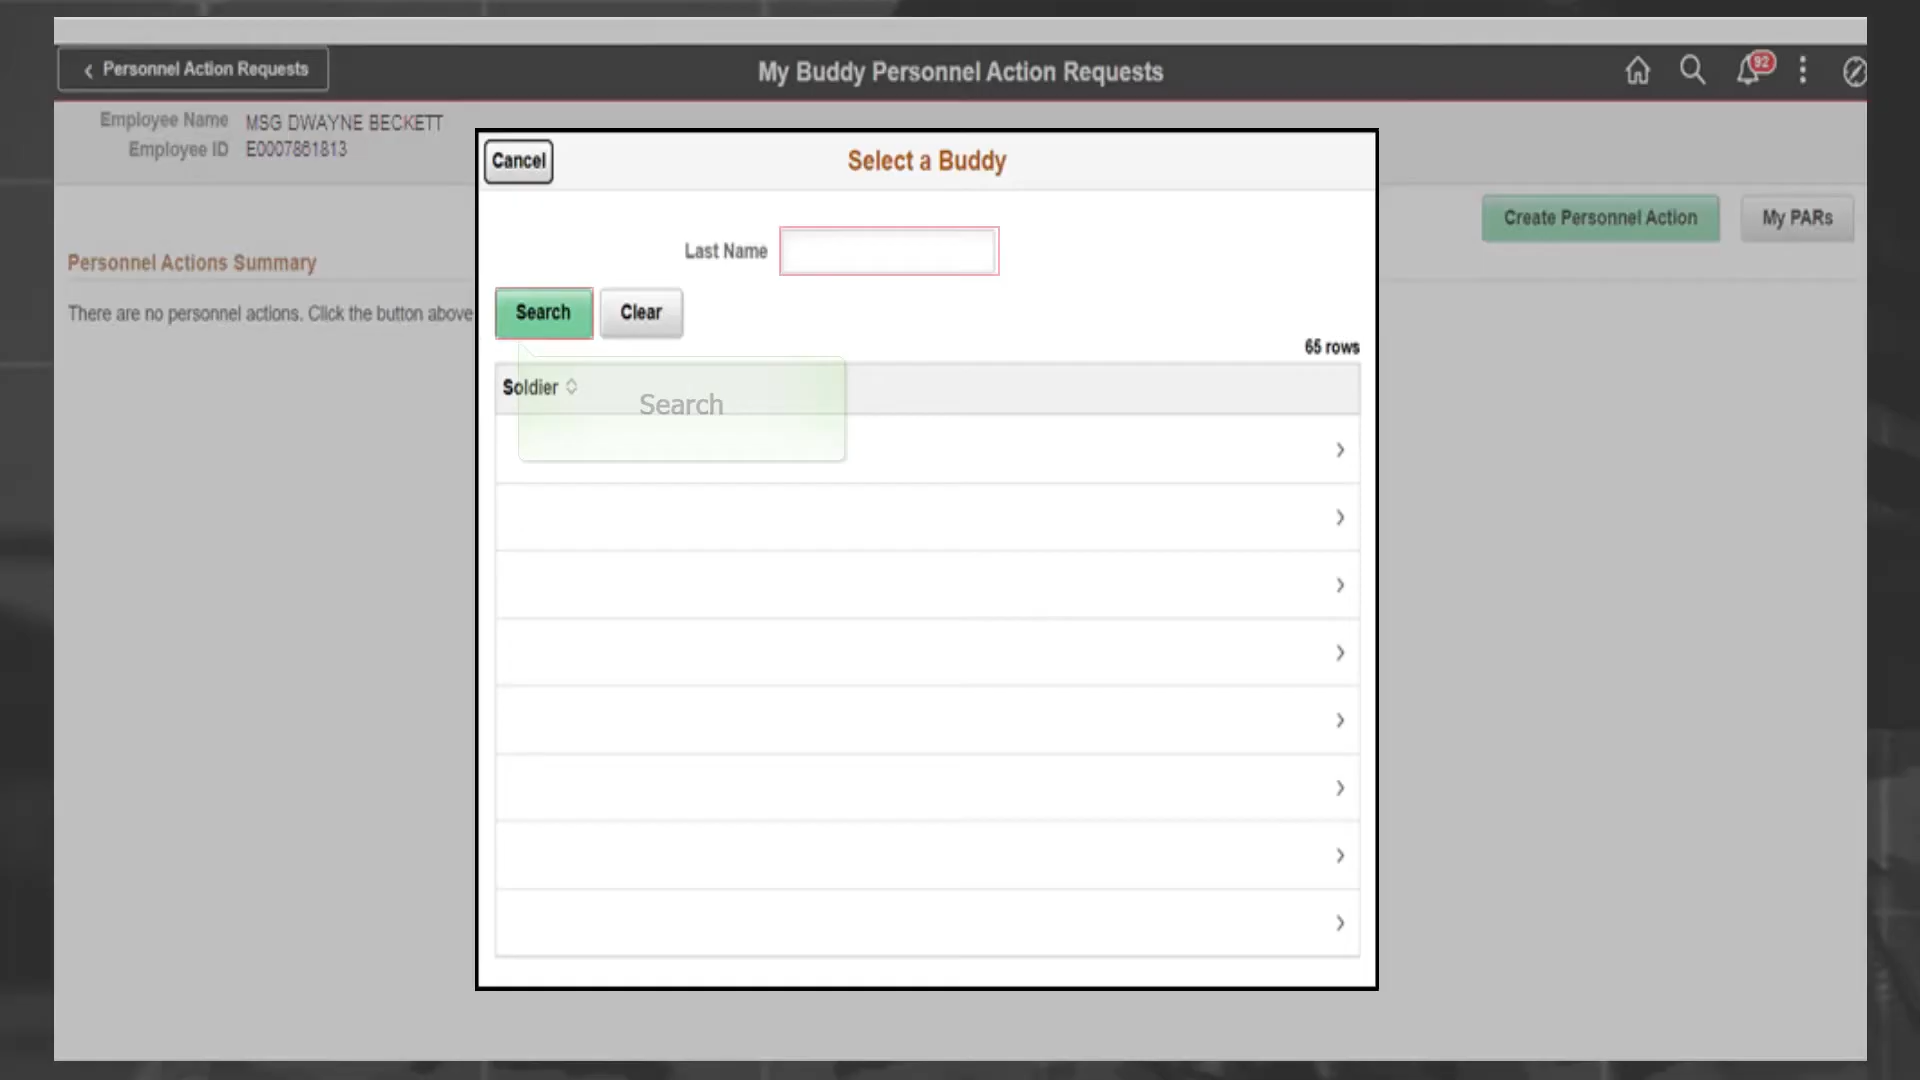 Personnel Action Requests
My Buddy Personnel Action Requests
92
Employee Name MSG DWAYNE BECKETT
Employee ID E0007861813
Cancel
Select a Buddy
Create Personnel Action
My PARs
Last Name
Personnel Actions Summary
There are no personnel actions. Click the button above
Search
Clear
65 rows
Soldier
Search